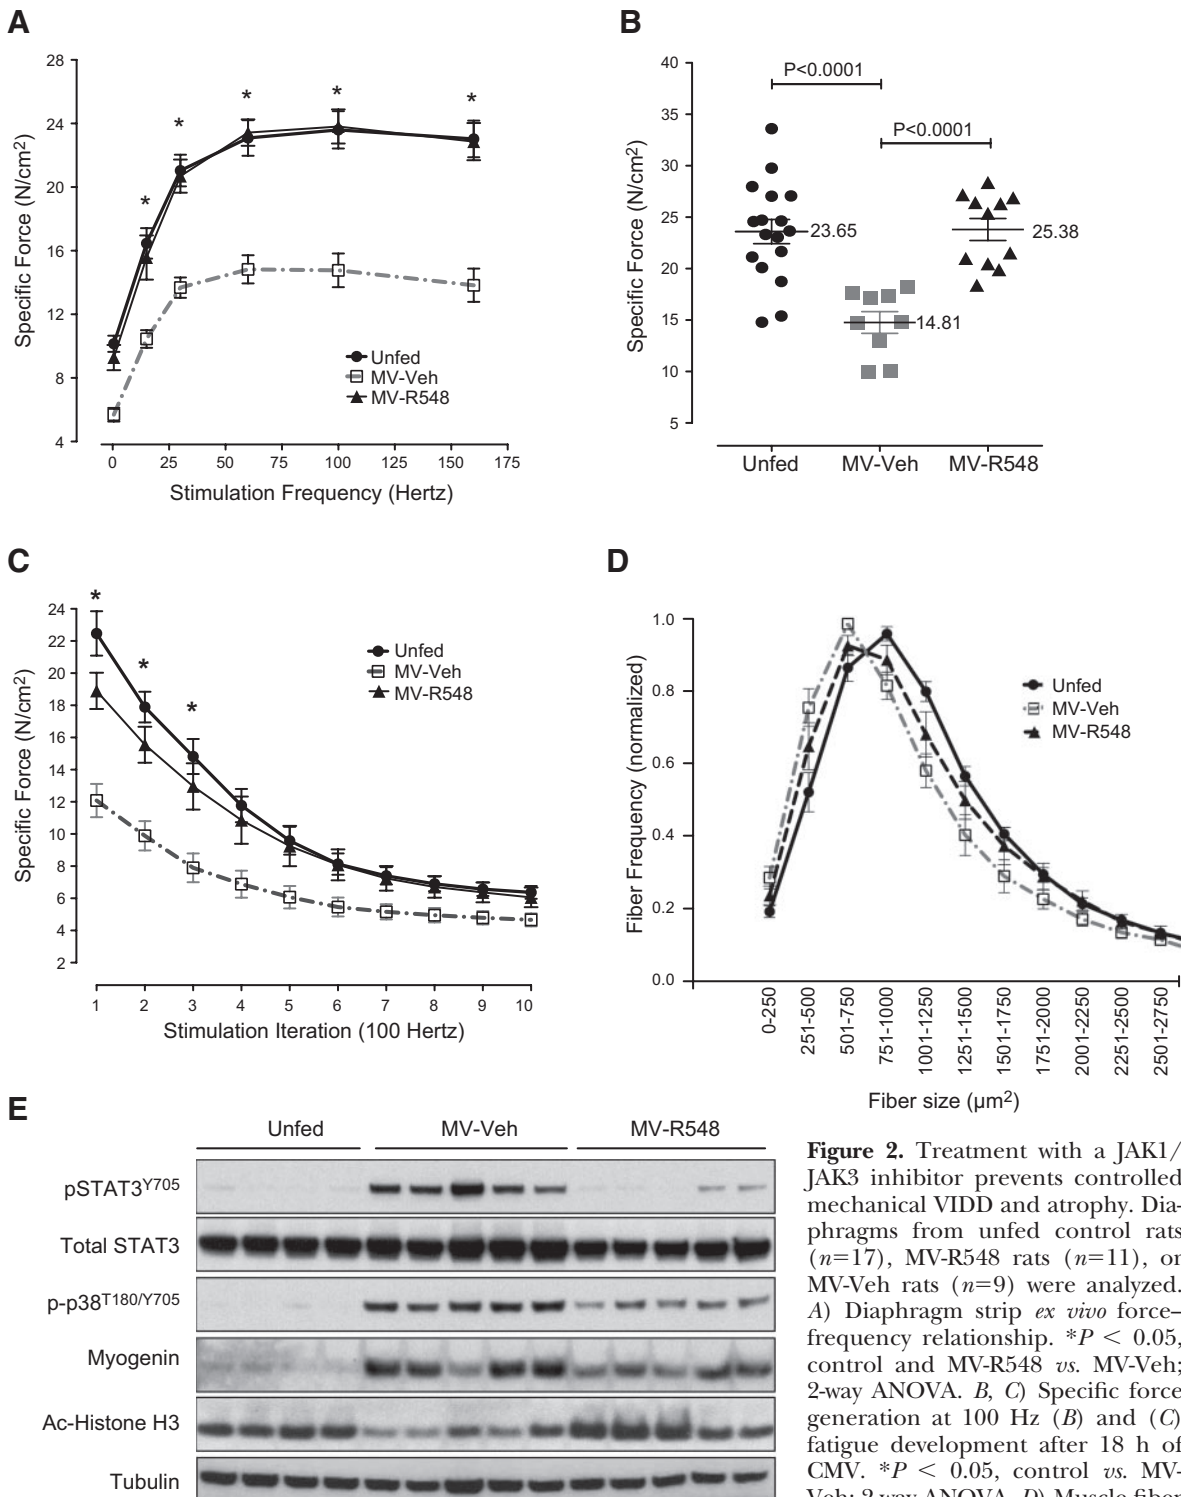 A
28
24
20
16
12
8
4
Specific Force (N/cm2)
*
*
*
*
*
Unfed
MV-Veh
MV-R548
0 25 50 75 100 125 150 175
Stimulation Frequency (Hertz)
B
40
35
30
25
20
15
10
5
Specific Force (N/cm2)
P<0.0001
P<0.0001
23.65
14.81
25.38
Unfed MV-Veh MV-R548
C
24
22
20
18
16
14
12
10
8
6
4
2
Specific Force (N/cm2)
*
*
*
Unfed
MV-Veh
MV-R548
1 2 3 4 5 6 7 8 9 10
Stimulation Iteration (100 Hertz)
D
1.0
0.8
0.6
0.4
0.2
0.0
Fiber Frequency (normalized)
Unfed
MV-Veh
MV-R548
0-250
251-500
501-750
751-1000
1001-1250
1251-1500
1501-1750
1751-2000
2001-2250
2251-2500
2501-2750
Fiber size (µm2)
E
Unfed MV-Veh MV-R548
pSTAT3Y705
Total STAT3
p-p38T180/Y705
Myogenin
Ac-Histone H3
Tubulin
Figure 2. Treatment with a JAK1/
JAK3 inhibitor prevents controlled
mechanical VIDD and atrophy. Dia-
phragms from unfed control rats
(n=17), MV-R548 rats (n=11), or
MV-Veh rats (n=9) were analyzed.
A) Diaphragm strip ex vivo force–
frequency relationship. *P < 0.05,
control and MV-R548 vs. MV-Veh;
2-way ANOVA. B, C) Specific force
generation at 100 Hz (B) and (C)
fatigue development after 18 h of
CMV. *P < 0.05, control vs. MV-
Veh; 2-way ANOVA. D) Muscle fiber